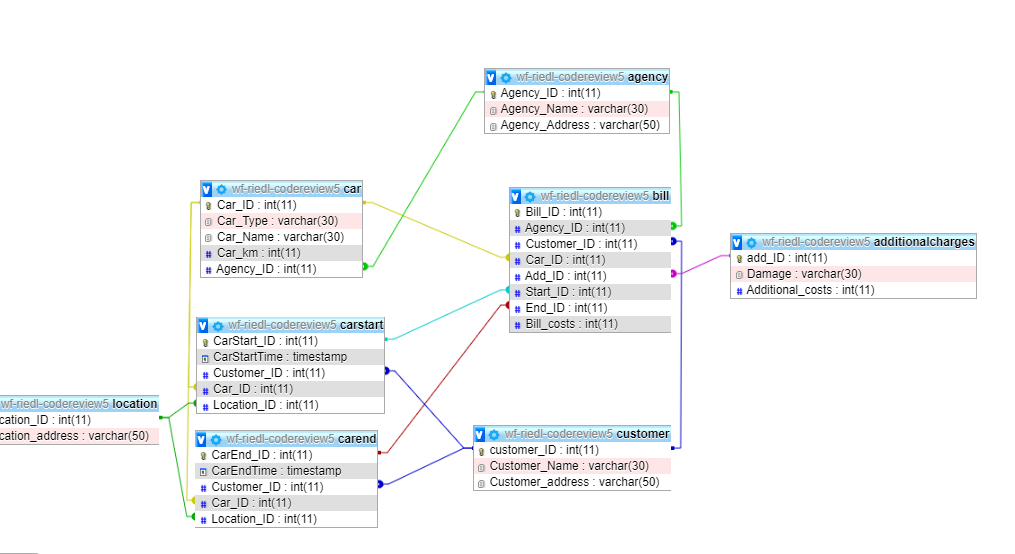 wf-riedl-codereview5 agency
Agency_ID : int(11)
Agency_Name : varchar(30)
Agency_Address : varchar(50)
wf-riedl-codereview5 car
Car_ID : int(11)
Car_Type : varchar(30)
Car_Name : varchar(30)
Car_km : int(11)
Agency_ID : int(11)
wf-riedl-codereview5 bill
Bill_ID : int(11)
Agency_ID : int(11)
Customer_ID : int(11)
Car_ID : int(11)
Add_ID : int(11)
Start_ID : int(11)
End_ID : int(11)
Bill_costs : int(11)
wf-riedl-codereview5 additionalcharges
add_ID : int(11)
Damage : varchar(30)
Additional_costs : int(11)
wf-riedl-codereview5 carstart
CarStart_ID : int(11)
CarStartTime : timestamp
Customer_ID : int(11)
Car_ID : int(11)
Location_ID : int(11)
wf-riedl-codereview5 location
cation_ID : int(11)
cation_address : varchar(50)
wf-riedl-codereview5 carend
CarEnd_ID : int(11)
CarEndTime : timestamp
Customer_ID : int(11)
Car_ID : int(11)
Location_ID : int(11)
wf-riedl-codereview5 customer
customer_ID : int(11)
Customer_Name : varchar(30)
Customer_address : varchar(50)